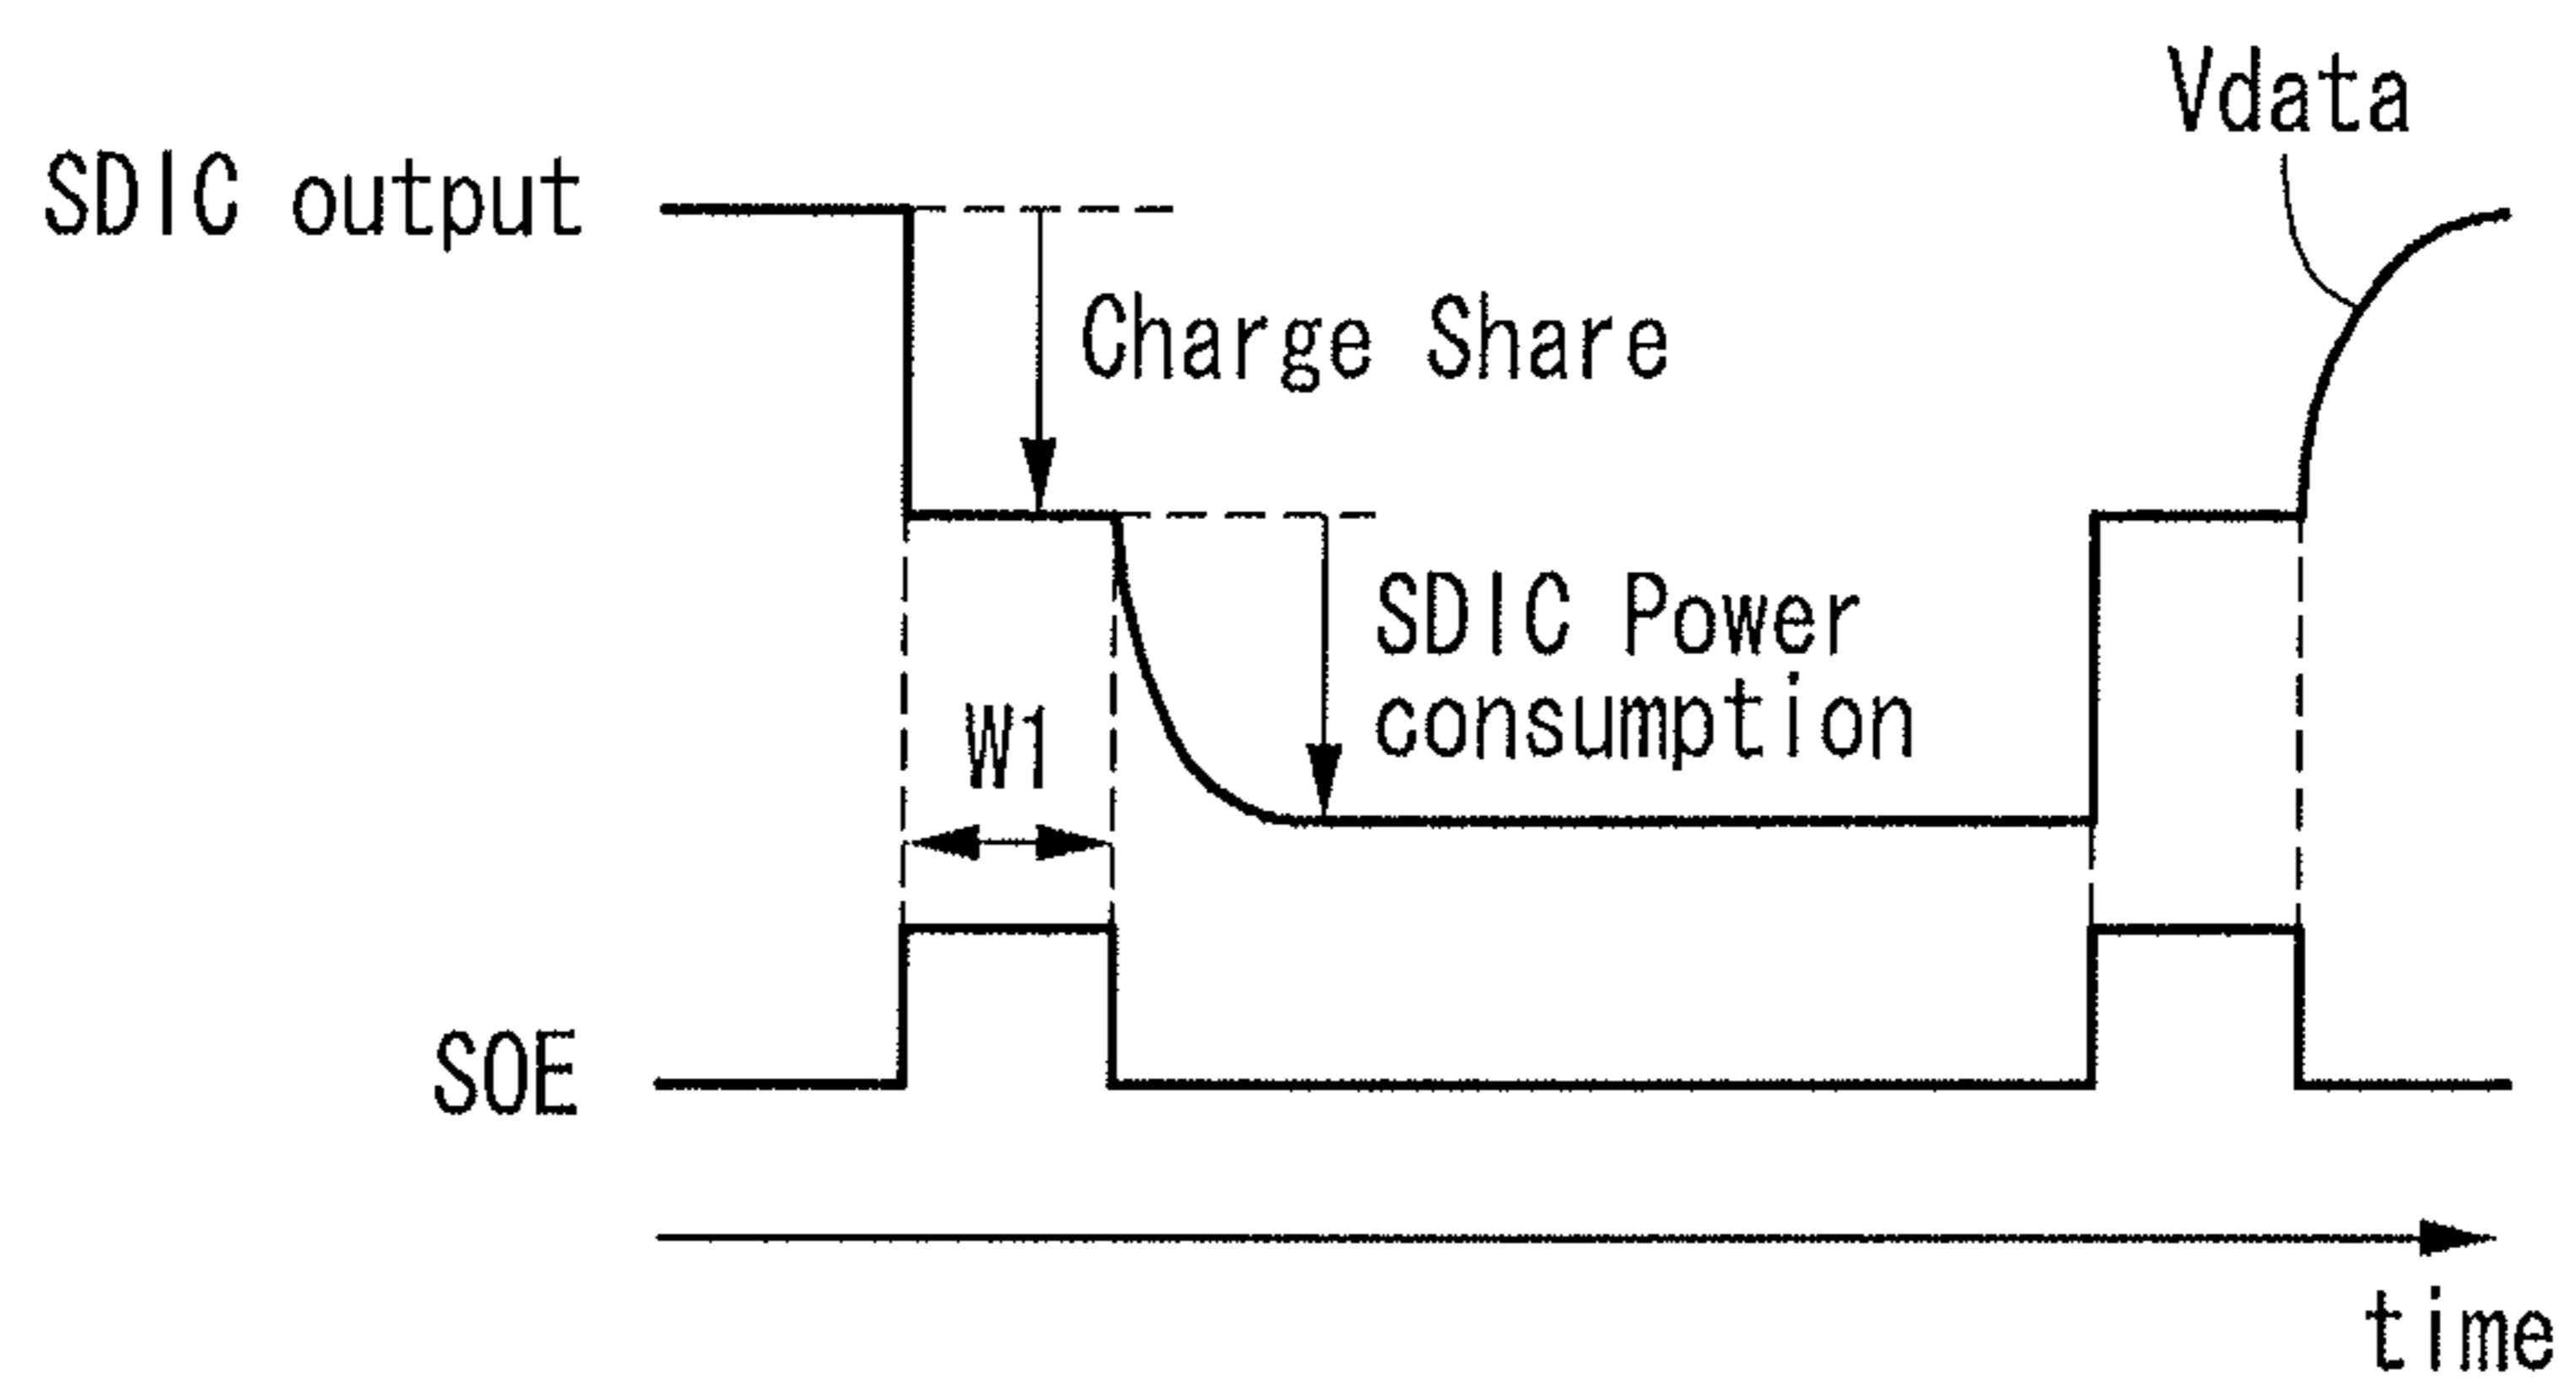 Vdata
SDIC output
Charge Share
SDIC Power
consumption
W1
SOE
time